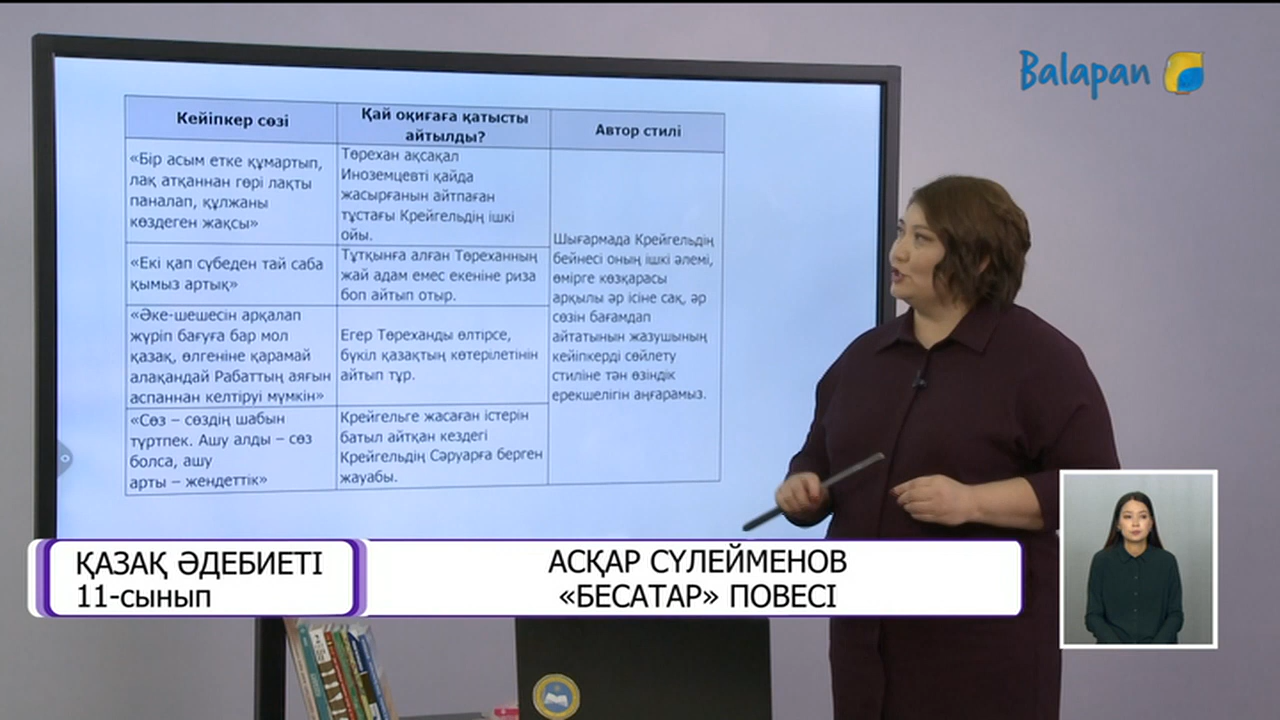 Balapan
Кейіпкер сөзі
Қай оқиғаға қатысты
айтылды?
Автор стилі
«Бір асым етке құмартып,
лақ атқаннан гөрі лақты
паналап, құлжаны
көздеген жақсы»
Төрехан ақсақал
Иноземцевті қайда
жасырғанын айтпаған
тұстағы Крейгельдің ішкі
ойы.
«Екі қап сүбеден тай саба
қымыз артық»
Тұтқынға алған Төреханның
жай адам емес екеніне риза
боп айтып отыр.
«Әке-шешесін арқалап
жүріп бағуға бар мол
қазақ, өлгеніне қарамай
алақандай Рабаттың аяғын
аспаннан келтіруі мүмкін»
Егер Төреханды өлтірсе,
бүкіл қазақтың көтерілетінін
айтып тұр.
«Сөз – сөздің шабын
түртпек. Ашу алды – сөз
болса, ашу
арты – жендеттік»
Крейгельге жасаған істерін
батыл айтқан кездегі
Крейгельдің Сәруарға берген
жауабы.
Шығармада Крейгельдің
бейнесі оның ішкі әлемі,
өмірге көзқарасы
арқылы әр ісіне сақ, әр
сөзін бағамдап
айтатынын жазушының
кейіпкерді сөйлету
стиліне тән өзіндік
ерекшелігін аңғарамыз.
ҚАЗАҚ ӘДЕБИЕТІ
11-сынып
АСҚАР СҮЛЕЙМЕНОВ
«БЕСАТАР» ПОВЕСІ